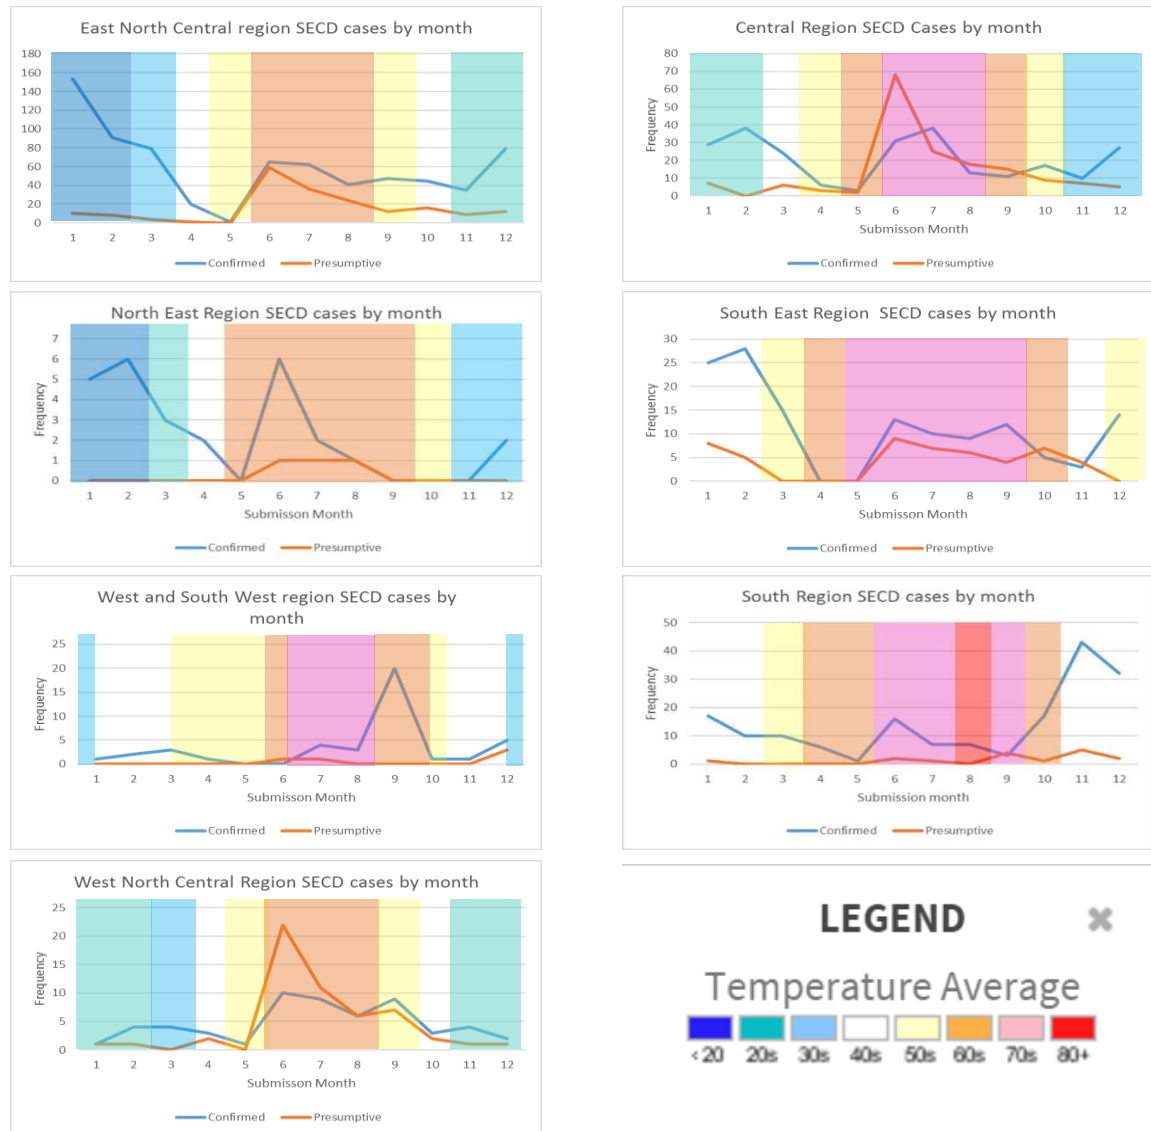 East North Central region SECD cases by month
180
160
140
120
100
80
60
40
20
0
1 2 3 4 5 6 7 8 9 10 11 12
Confirmed Presumptive
Central Region SECD Cases by month
Frequency
80
70
60
50
40
30
20
10
0
1 2 3 4 5 6 7 8 9 10 11 12
Submisson Month
Confirmed Presumptive
North East Region SECD cases by month
Frequency
7
6
5
4
3
2
1
0
1 2 3 4 5 6 7 8 9 10 11 12
Submisson Month
Confirmed Presumptive
South East Region SECD cases by month
Frequency
30
25
20
15
10
5
0
1 2 3 4 5 6 7 8 9 10 11 12
Submisson Month
Confirmed Presumptive
West and South West region SECD cases by
month
Frequency
25
20
15
10
5
0
1 2 3 4 5 6 7 8 9 10 11 12
Submisson Month
Confirmed Presumptive
South Region SECD cases by month
Frequency
50
40
30
20
10
0
1 2 3 4 5 6 7 8 9 10 11 12
Submission month
Confirmed Presumptive
West North Central Region SECD cases by month
Frequency
25
20
15
10
5
0
1 2 3 4 5 6 7 8 9 10 11 12
Submisson Month
Confirmed Presumptive
LEGEND
Temperature Average
< 20 20s 30s 40s 50s 60s 70s 80+